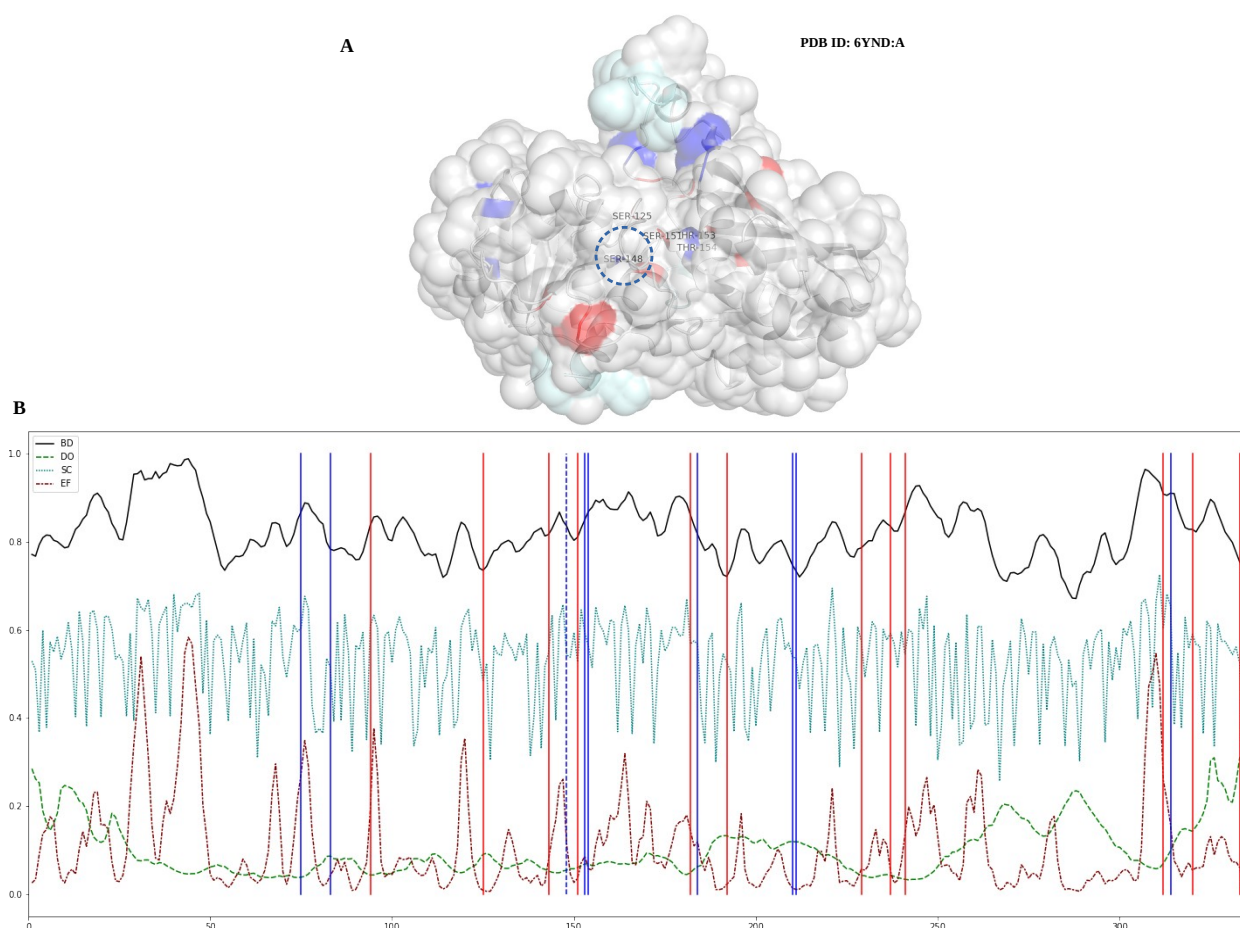 A
PDB ID: 6YND:A
SER-125
SER-151
THR-153
THR-154
SER-148
B
BD
DO
SC
EF
1.0
0.8
0.6
0.4
0.2
0.0
0
50
100
150
200
250
300